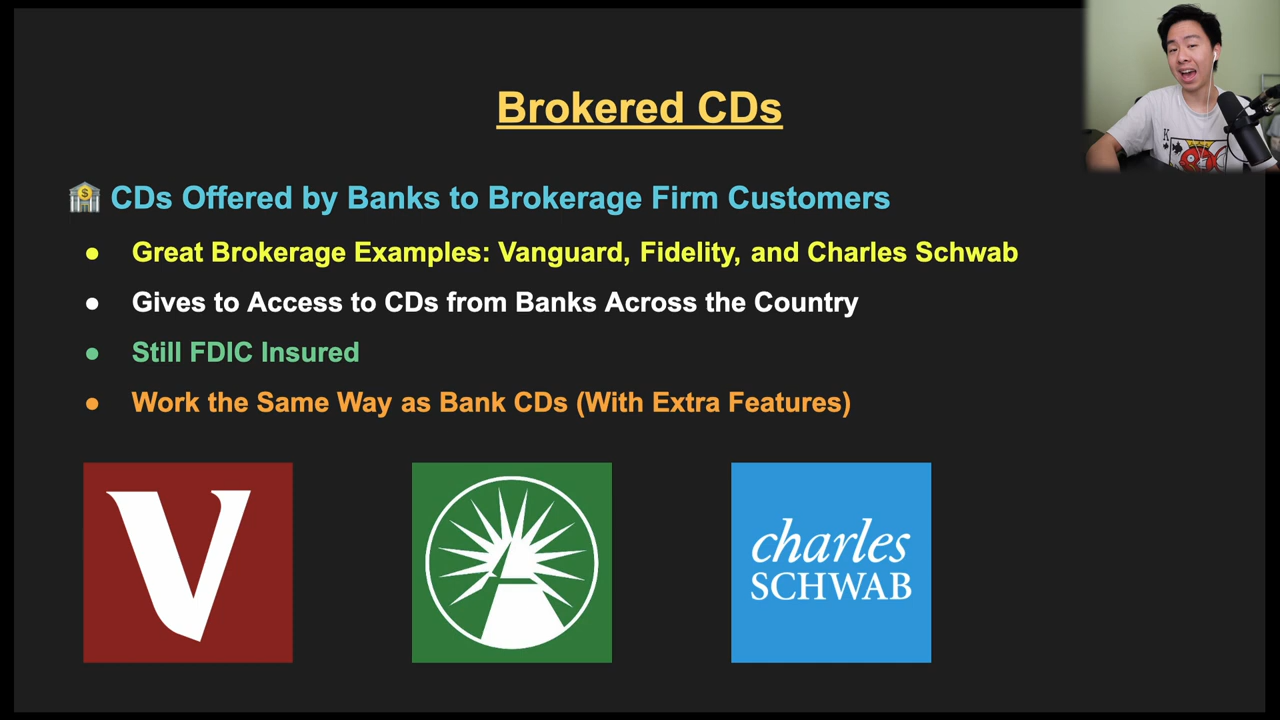 Brokered CDs
CDs Offered by Banks to Brokerage Firm Customers
Great Brokerage Examples: Vanguard, Fidelity, and Charles Schwab
Gives to Access to CDs from Banks Across the Country
Still FDIC Insured
Work the Same Way as Bank CDs (With Extra Features)
V
charles
SCHWAB
K